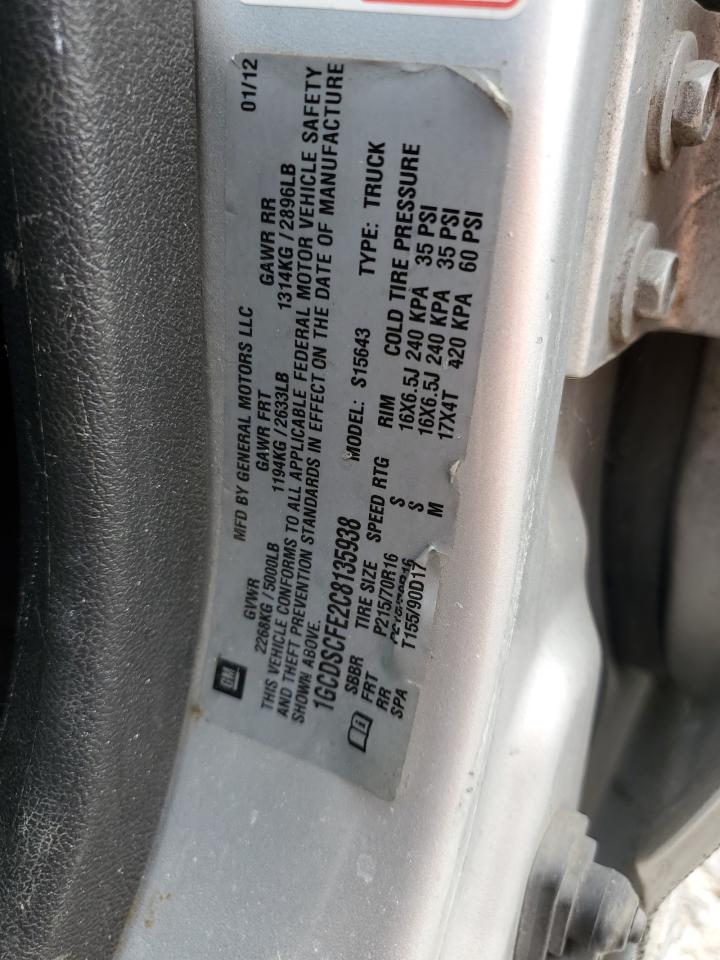 GM
MFD BY GENERAL MOTORS LLC
01/12
GVWR GAWR FRT GAWR RR
2268KG / 5000LB 1194KG / 2633LB 1314KG / 2896LB
THIS VEHICLE CONFORMS TO ALL APPLICABLE FEDERAL MOTOR VEHICLE SAFETY
AND THEFT PREVENTION STANDARDS IN EFFECT ON THE DATE OF MANUFACTURE
SHOWN ABOVE.
1GCDSCFE2C8135938 MODEL: S15643 TYPE: TRUCK
SBBR TIRE SIZE SPEED RTG RIM COLD TIRE PRESSURE
FRT P215/70R16 S 16X6.5J 240 KPA 35 PSI
RR P215/70R16 S 16X6.5J 240 KPA 35 PSI
SPA T155/90D17 M 17X4T 420 KPA 60 PSI